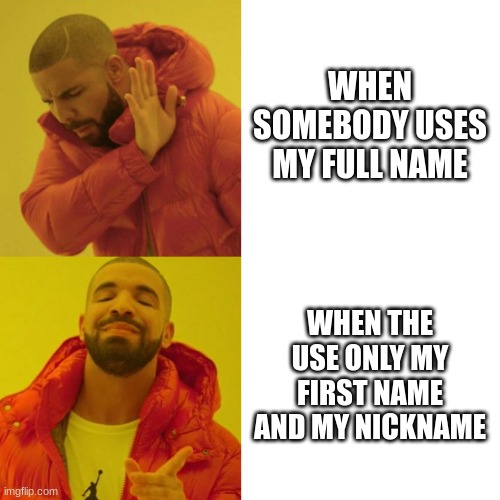 WHEN
SOMEBODY USES
MY FULL NAME
WHEN THE
USE ONLY MY
FIRST NAME
AND MY NICKNAME
imgflip.com